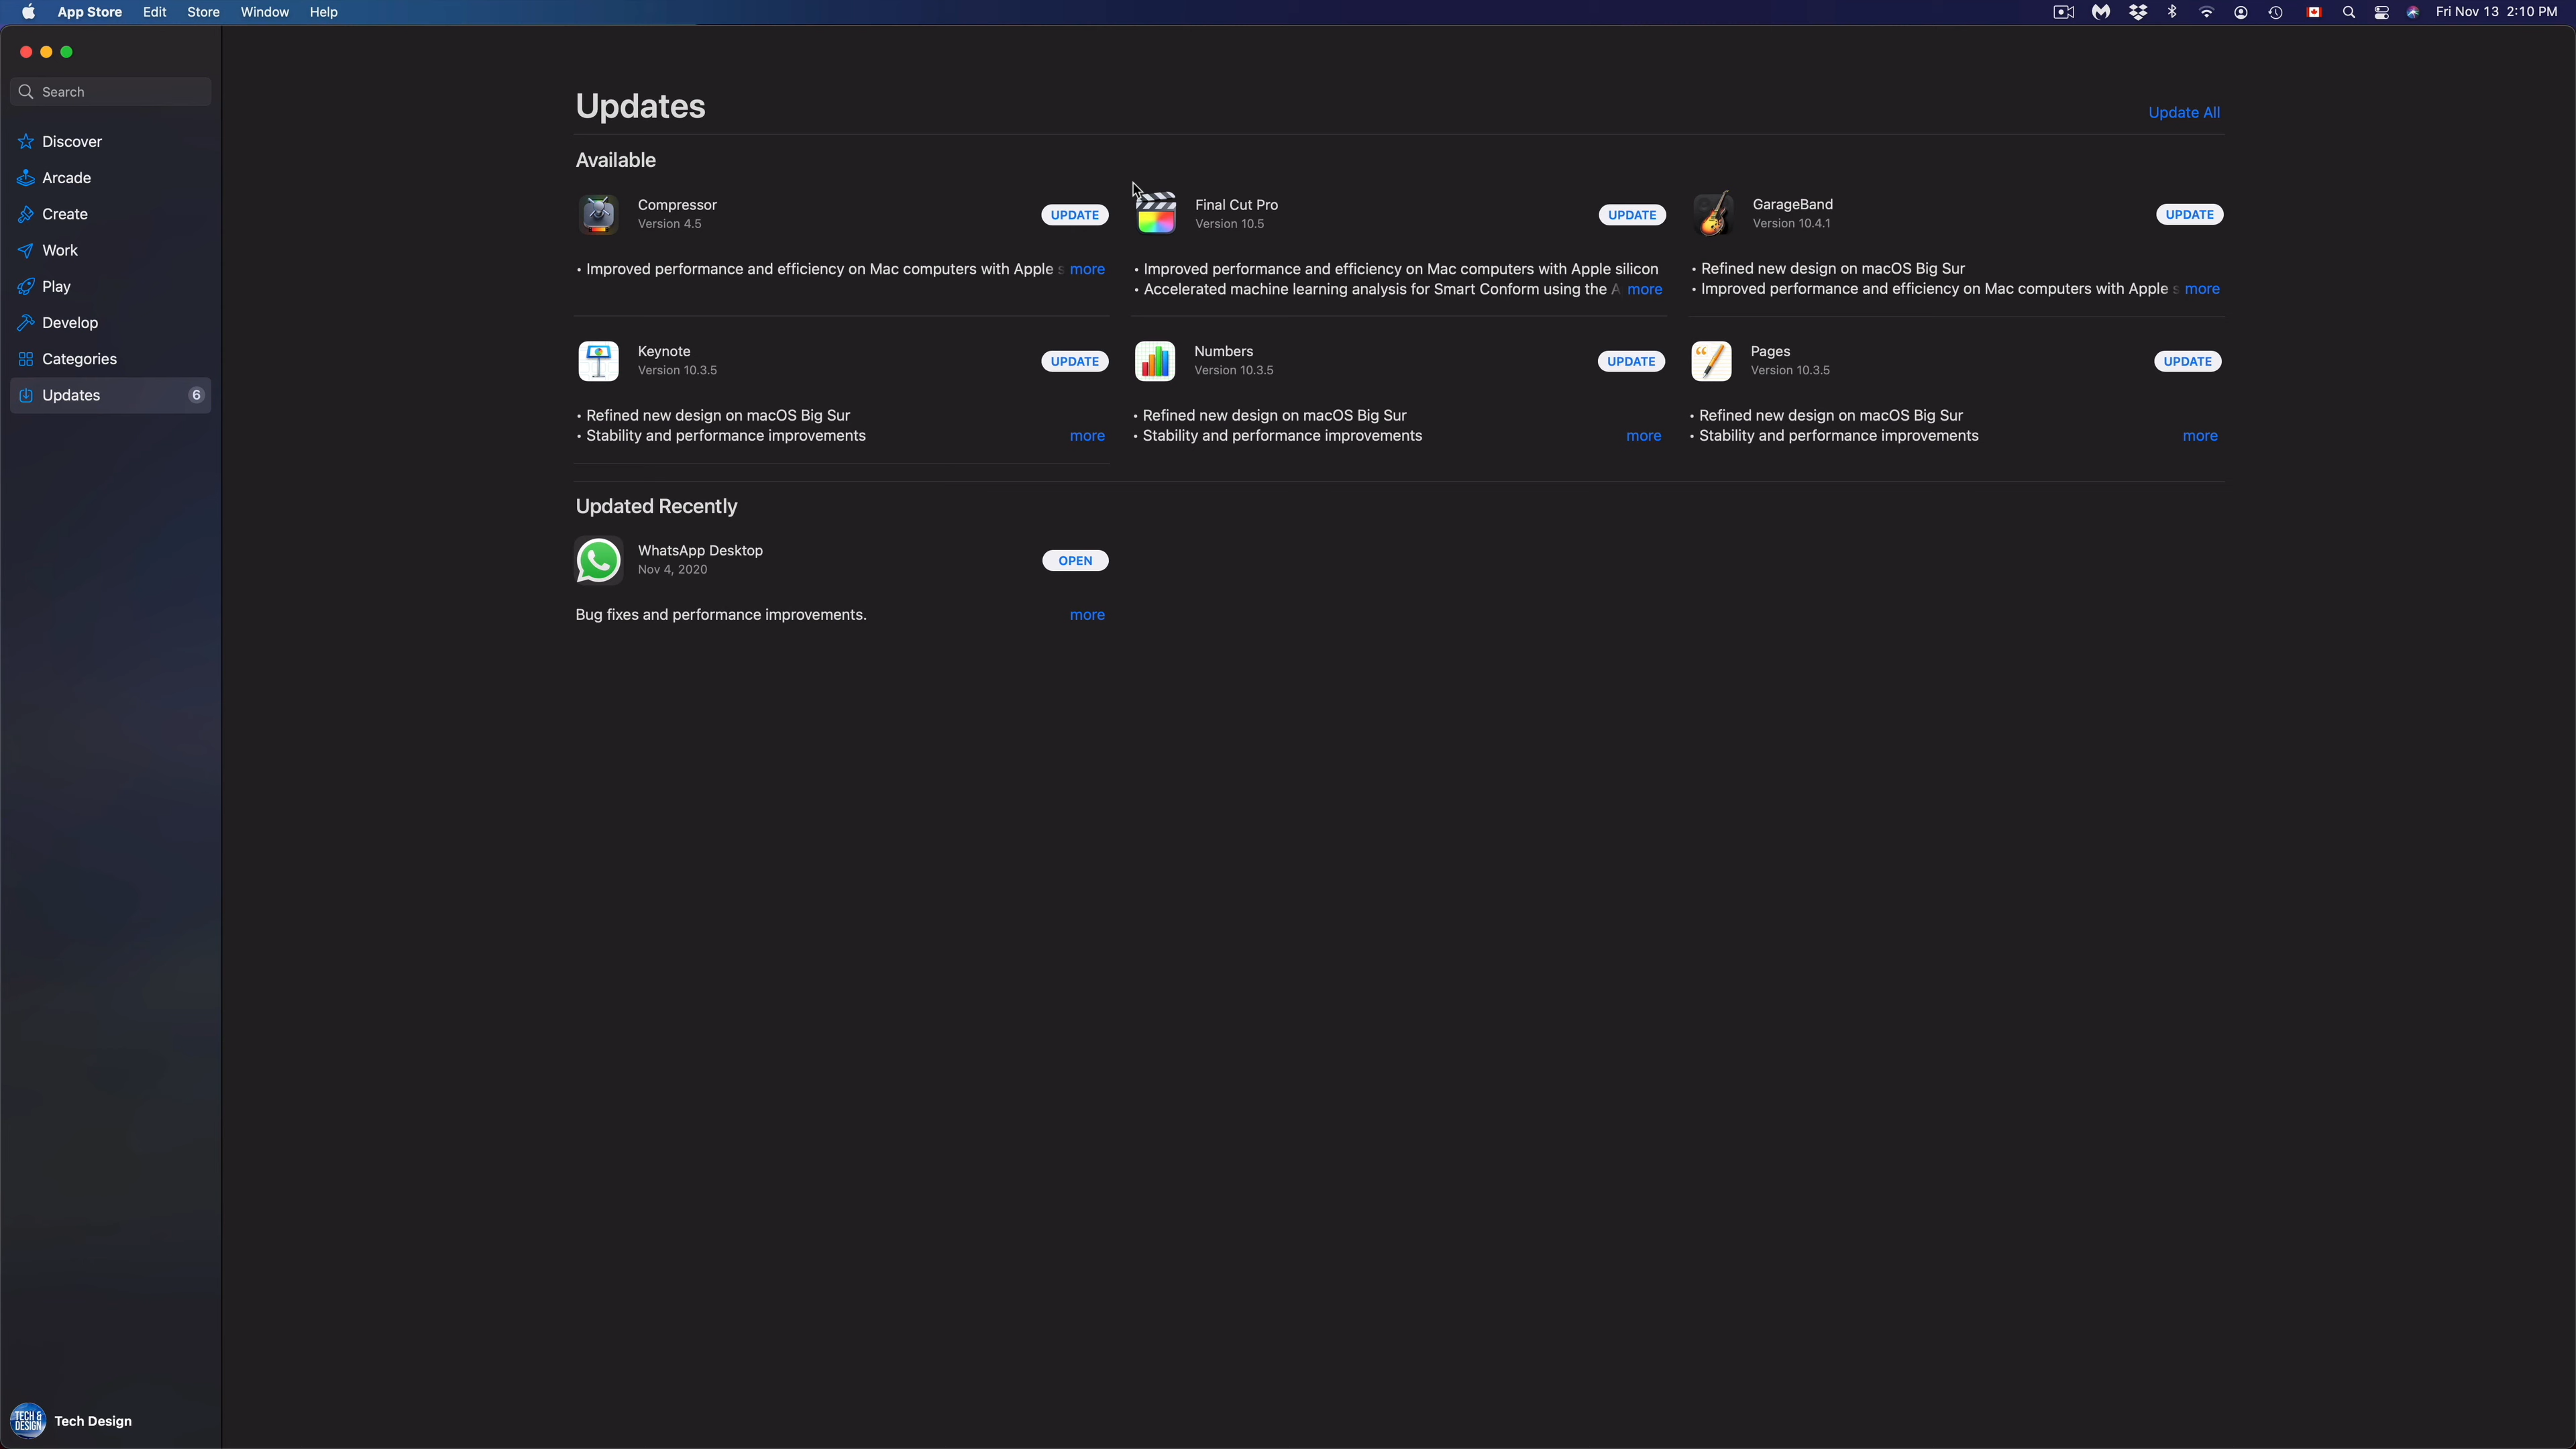 App Store Edit Store Window Help Fri Nov 13 2:10 PM
Search
Discover
Arcade
Create
Work
Play
Develop
Categories
Updates 6
TECH & DESIGN Tech Design
Updates Update All
Available
Compressor
Version 4.5
UPDATE
• Improved performance and efficiency on Mac computers with Apple s more
Final Cut Pro
Version 10.5
UPDATE
• Improved performance and efficiency on Mac computers with Apple silicon
• Accelerated machine learning analysis for Smart Conform using the A more
GarageBand
Version 10.4.1
UPDATE
• Refined new design on macOS Big Sur
• Improved performance and efficiency on Mac computers with Apple s more
Keynote
Version 10.3.5
UPDATE
• Refined new design on macOS Big Sur
• Stability and performance improvements more
Numbers
Version 10.3.5
UPDATE
• Refined new design on macOS Big Sur
• Stability and performance improvements more
Pages
Version 10.3.5
UPDATE
• Refined new design on macOS Big Sur
• Stability and performance improvements more
Updated Recently
WhatsApp Desktop
Nov 4, 2020
OPEN
Bug fixes and performance improvements. more